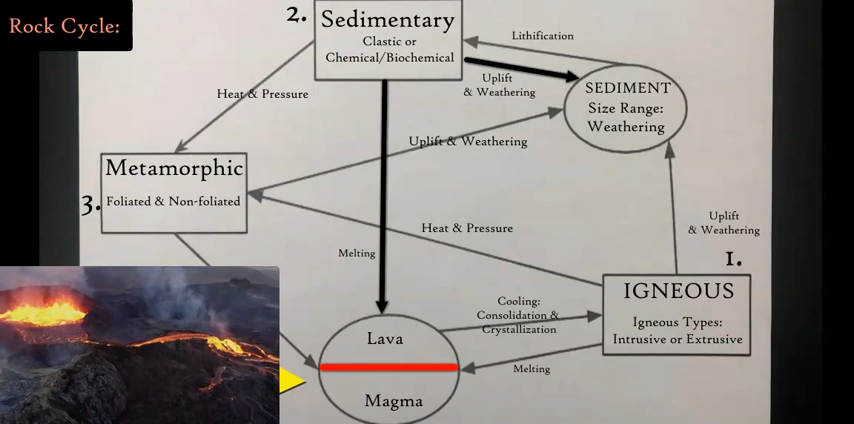 Rock Cycle:
2.
Sedimentary
Clastic or
Chemical/Biochemical
Lithification
Uplift
& Weathering
SEDIMENT
Size Range:
Weathering
Heat & Pressure
Uplift & Weathering
Metamorphic
3.
Foliated & Non-foliated
Heat & Pressure
Uplift
& Weathering
1.
Melting
IGNEOUS
Igneous Types:
Intrusive or Extrusive
Cooling:
Consolidation &
Crystallization
Lava
Melting
Magma